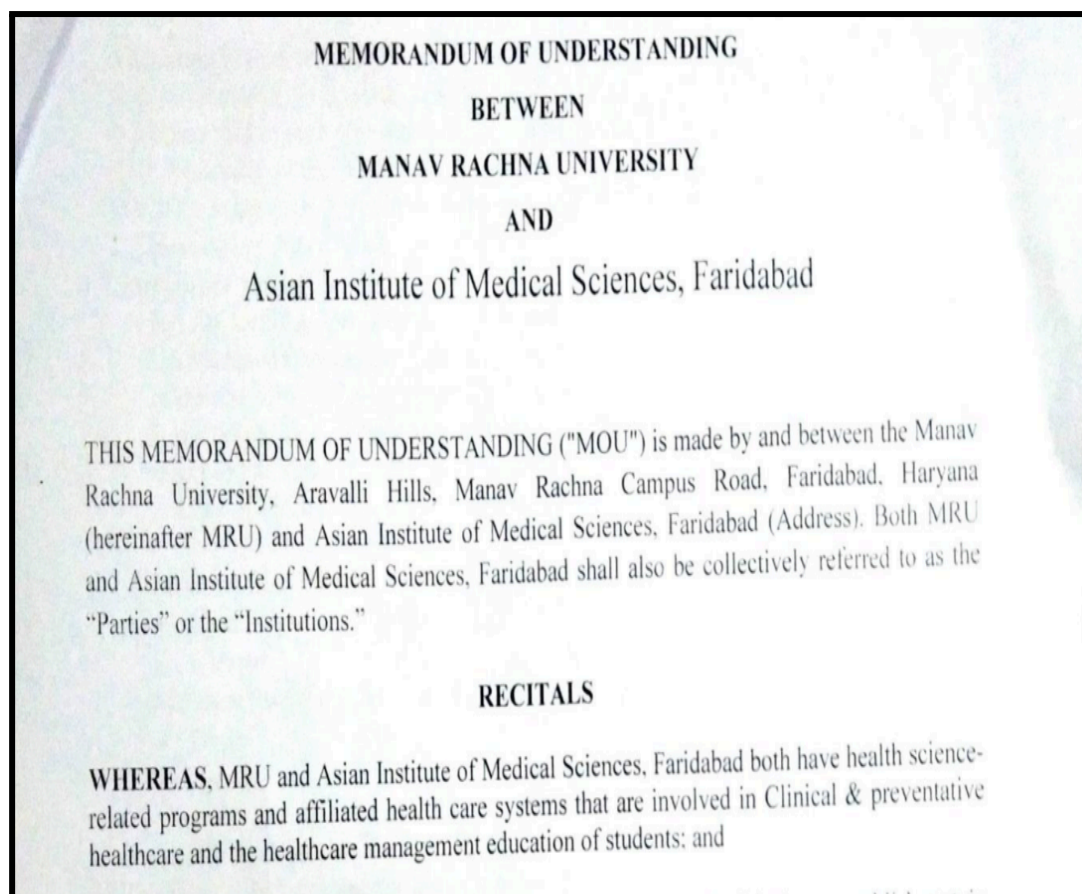 MEMORANDUM OF UNDERSTANDING
BETWEEN
MANAV RACHNA UNIVERSITY
AND
Asian Institute of Medical Sciences, Faridabad
THIS MEMORANDUM OF UNDERSTANDING ("MOU") is made by and between the Manav
Rachna University, Aravalli Hills, Manav Rachna Campus Road, Faridabad, Haryana
(hereinafter MRU) and Asian Institute of Medical Sciences, Faridabad (Address). Both MRU
and Asian Institute of Medical Sciences, Faridabad shall also be collectively referred to as the
“Parties” or the “Institutions.”
RECITALS
WHEREAS, MRU and Asian Institute of Medical Sciences, Faridabad both have health science-
related programs and affiliated health care systems that are involved in Clinical & preventative
healthcare and the healthcare management education of students; and